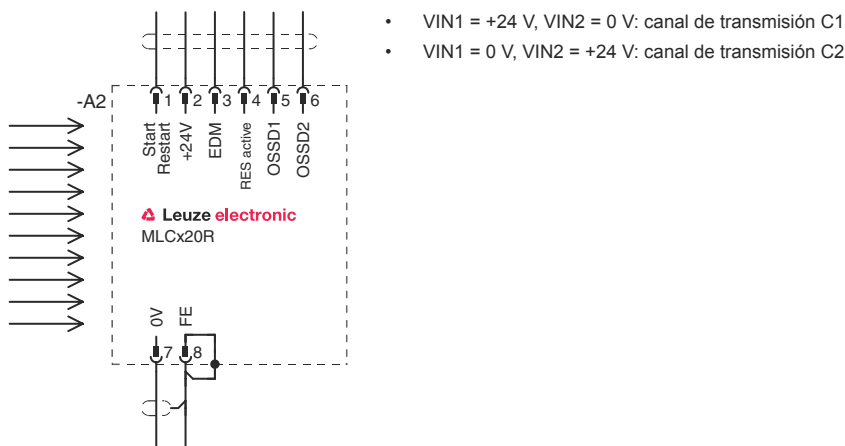 • VIN1 = +24 V, VIN2 = 0 V: canal de transmisión C1
• VIN1 = 0 V, VIN2 = +24 V: canal de transmisión C2
-A2
1 2 3 4 5 6
Start
Restart
+24V
EDM
RES active
OSSD1
OSSD2
Leuze electronic
MLCx20R
0V
FE
7 8